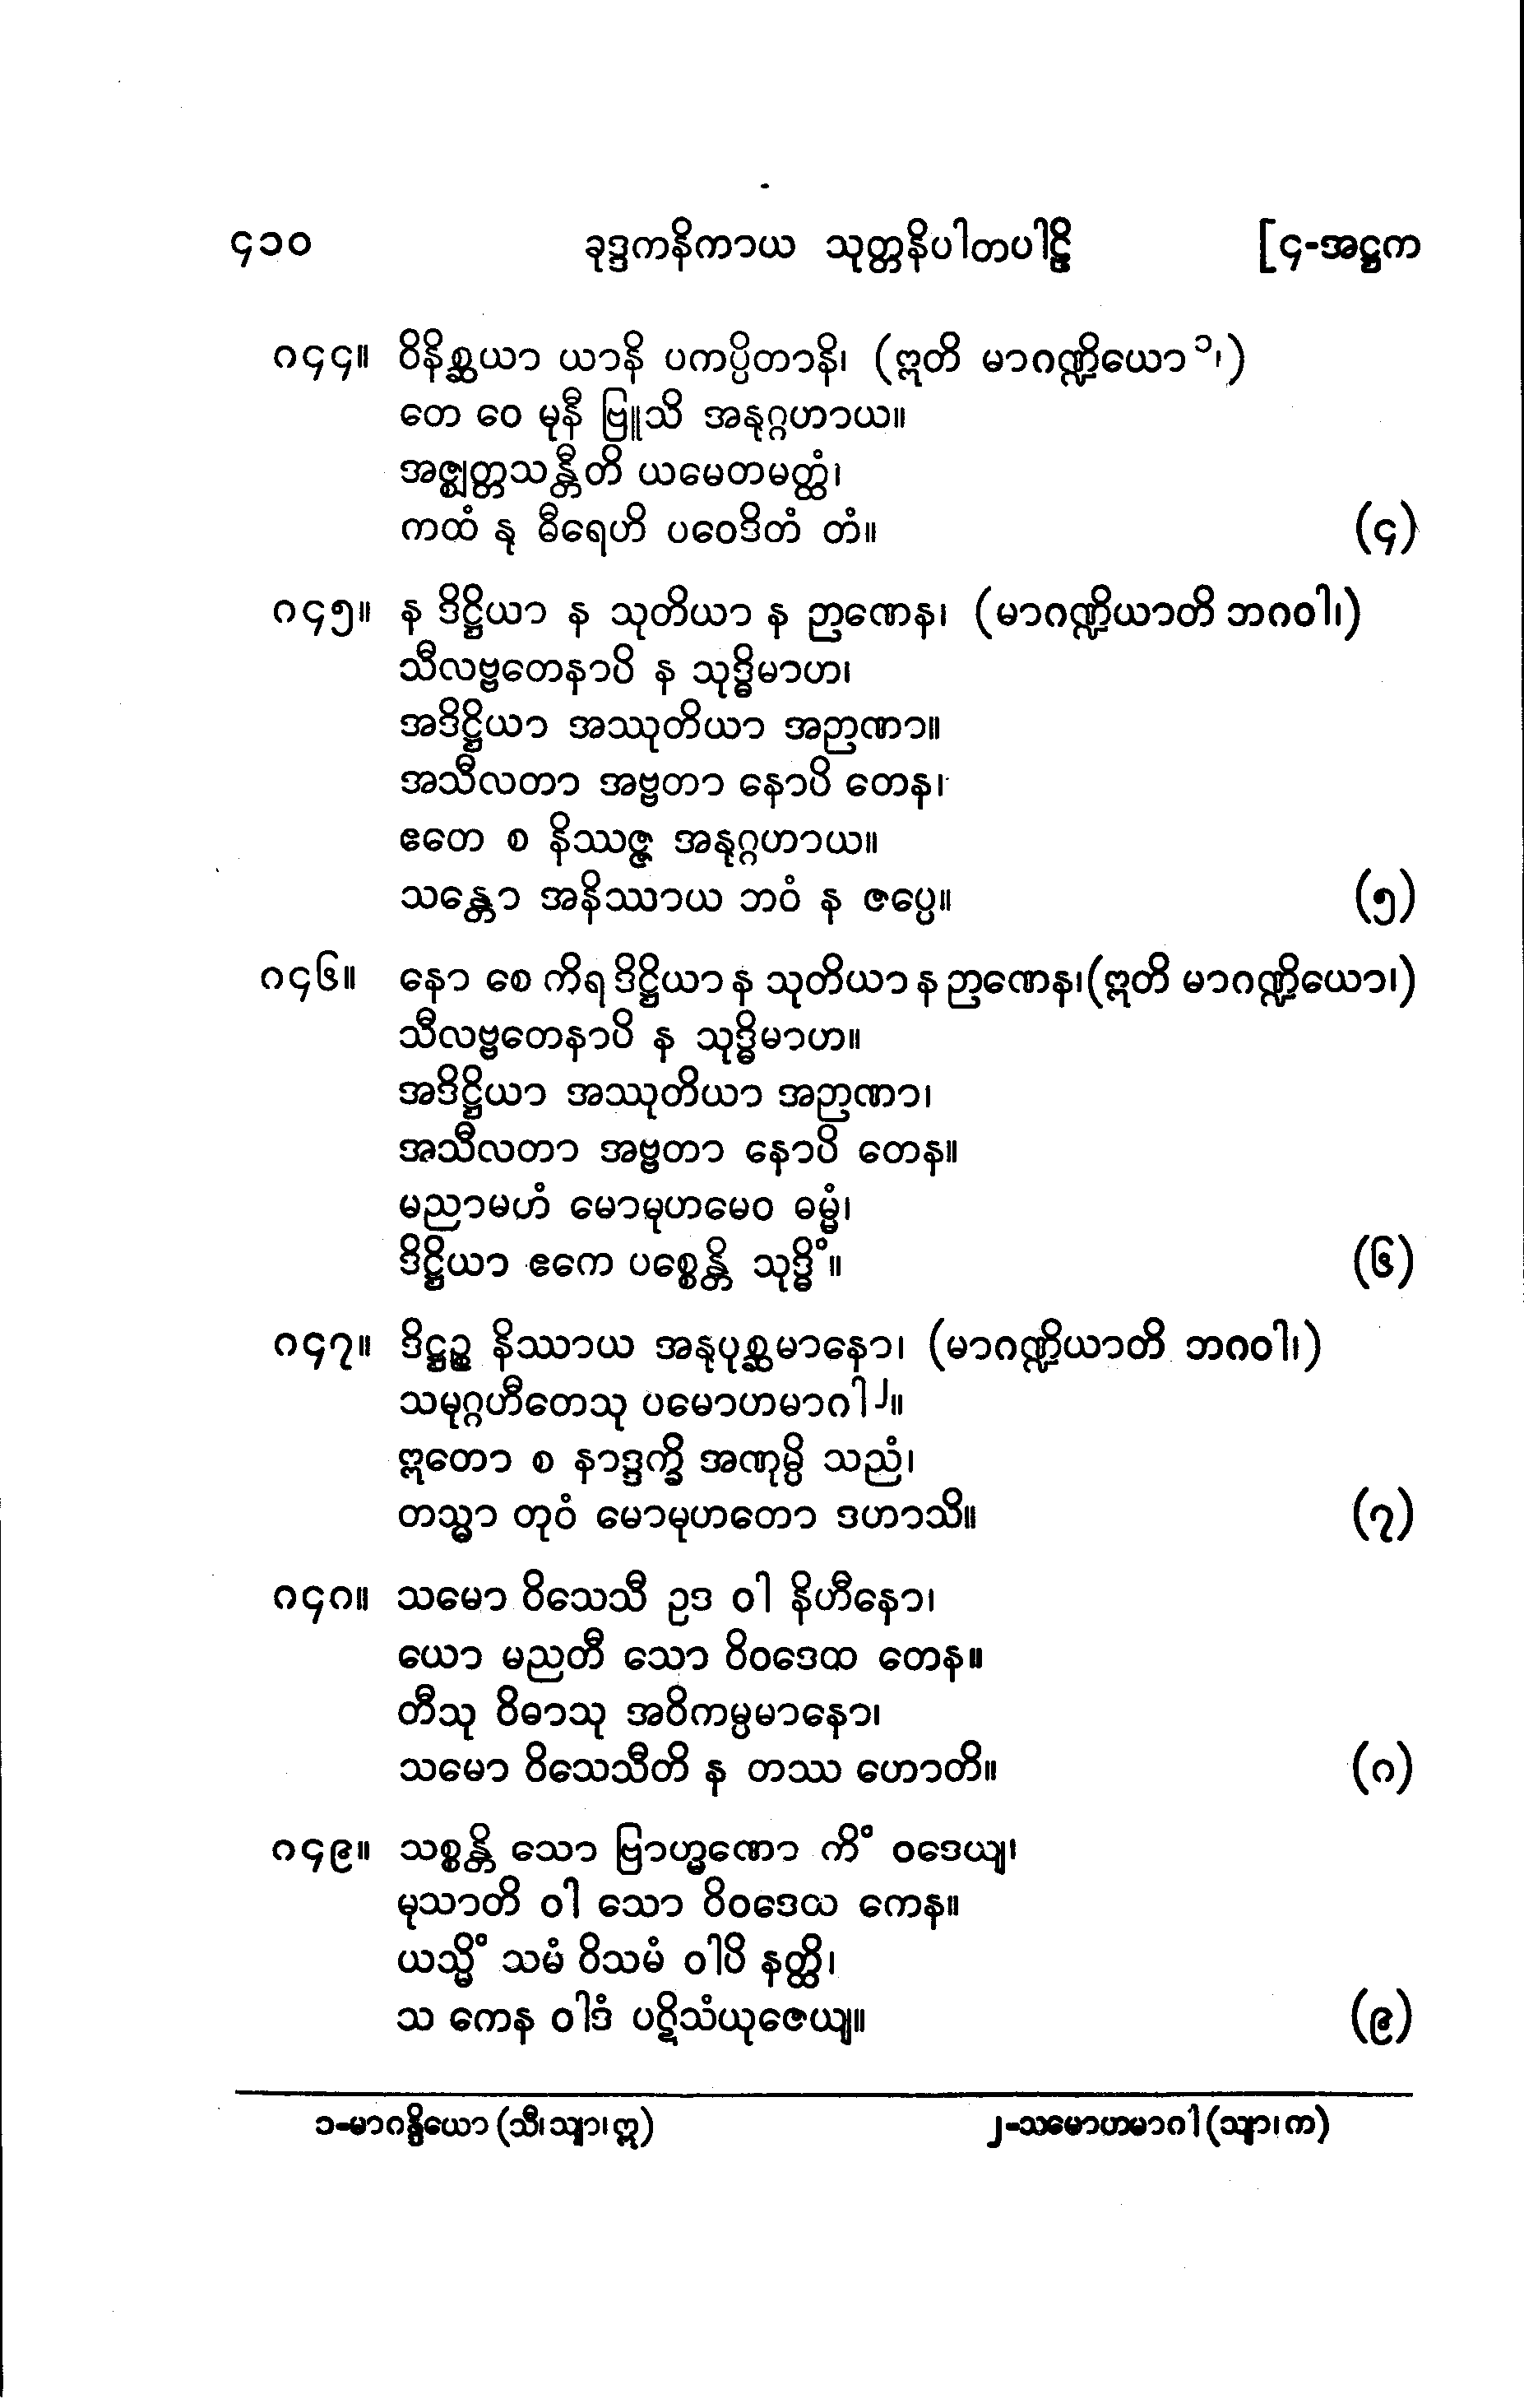 ၄၁၀ ခုဒ္ဒကနိကာယ သုတ္တနိပါတပါဠိ [၄-အဋ္ဌက
၈၄၄။ ဝိနိစ္ဆယာ ယာနိ ပကပ္ပိတာနိ၊ (ဣတိ မာဂဏ္ဍိယော ၁၊)
တေ ဝေ မုနီ ဗြူသိ အနုဂ္ဂဟာယ။
အဇ္ဈတ္တသန္တီတိ ယမေတမတ္ထံ၊
ကထံ နု ဓီရေဟိ ပဝေဒိတံ တံ။ (၄)
၈၄၅။ န ဒိဋ္ဌိယာ န သုတိယာ န ဉာဏေန၊ (မာဂဏ္ဍိယာတိ ဘဂဝါ၊)
သီလဗ္ဗတေနာပိ န သုဒ္ဓိမာဟ၊
အဒိဋ္ဌိယာ အဿုတိယာ အဉာဏာ။
အသီလတာ အဗ္ဗတာ နောပိ တေန၊
ဧတေ စ နိဿဇ္ဇ အနုဂ္ဂဟာယ။
သန္တော အနိဿာယ ဘဝံ န ဇပ္ပေ။ (၅)
၈၄၆။ နော စေ ကိရ ဒိဋ္ဌိယာ န သုတိယာ န ဉာဏေန၊(ဣတိ မာဂဏ္ဍိယော၊)
သီလဗ္ဗတေနာပိ န သုဒ္ဓိမာဟ။
အဒိဋ္ဌိယာ အဿုတိယာ အဉာဏာ၊
အသီလတာ အဗ္ဗတာ နောပိ တေန။
မညာမဟံ မောမုဟမေဝ ဓမ္မံ၊
ဒိဋ္ဌိယာ ဧကေ ပစ္စေန္တိ သုဒ္ဓိံ။ (၆)
၈၄၇။ ဒိဋ္ဌဉ္စ နိဿာယ အနုပုစ္ဆမာနော၊ (မာဂဏ္ဍိယာတိ ဘဂဝါ၊)
သမုဂ္ဂဟီတေသု ပမောဟမာဂါ ၂။
ဣတော စ နာဒ္ဒက္ခိ အဏုမ္ပိ သညံ၊
တသ္မာ တုဝံ မောမုဟတော ဒဟာသိ။ (၇)
၈၄၈။ သမော ဝိသေသီ ဥဒ ဝါ နိဟီနော၊
ယော မညတီ သော ဝိဝဒေထ တေန။
တီသု ဝိဓာသု အဝိကမ္ပမာနော၊
သမော ဝိသေသီတိ န တဿ ဟောတိ။ (၈)
၈၄၉။ သစ္စန္တိ သော ဗြာဟ္မဏော ကိံ ဝဒေယျ၊
မုသာတိ ဝါ သော ဝိဝဒေထ ကေန။
ယသ္မိံ သမံ ဝိသမံ ဝါပိ နတ္ထိ၊
သ ကေန ဝါဒံ ပဋိသံယုဇေယျ။ (၉)
၁-မာဂန္ဒိယော (သီ၊သျာ၊ဣ) ၂-သမောဟမာဂါ (သျာ၊က)